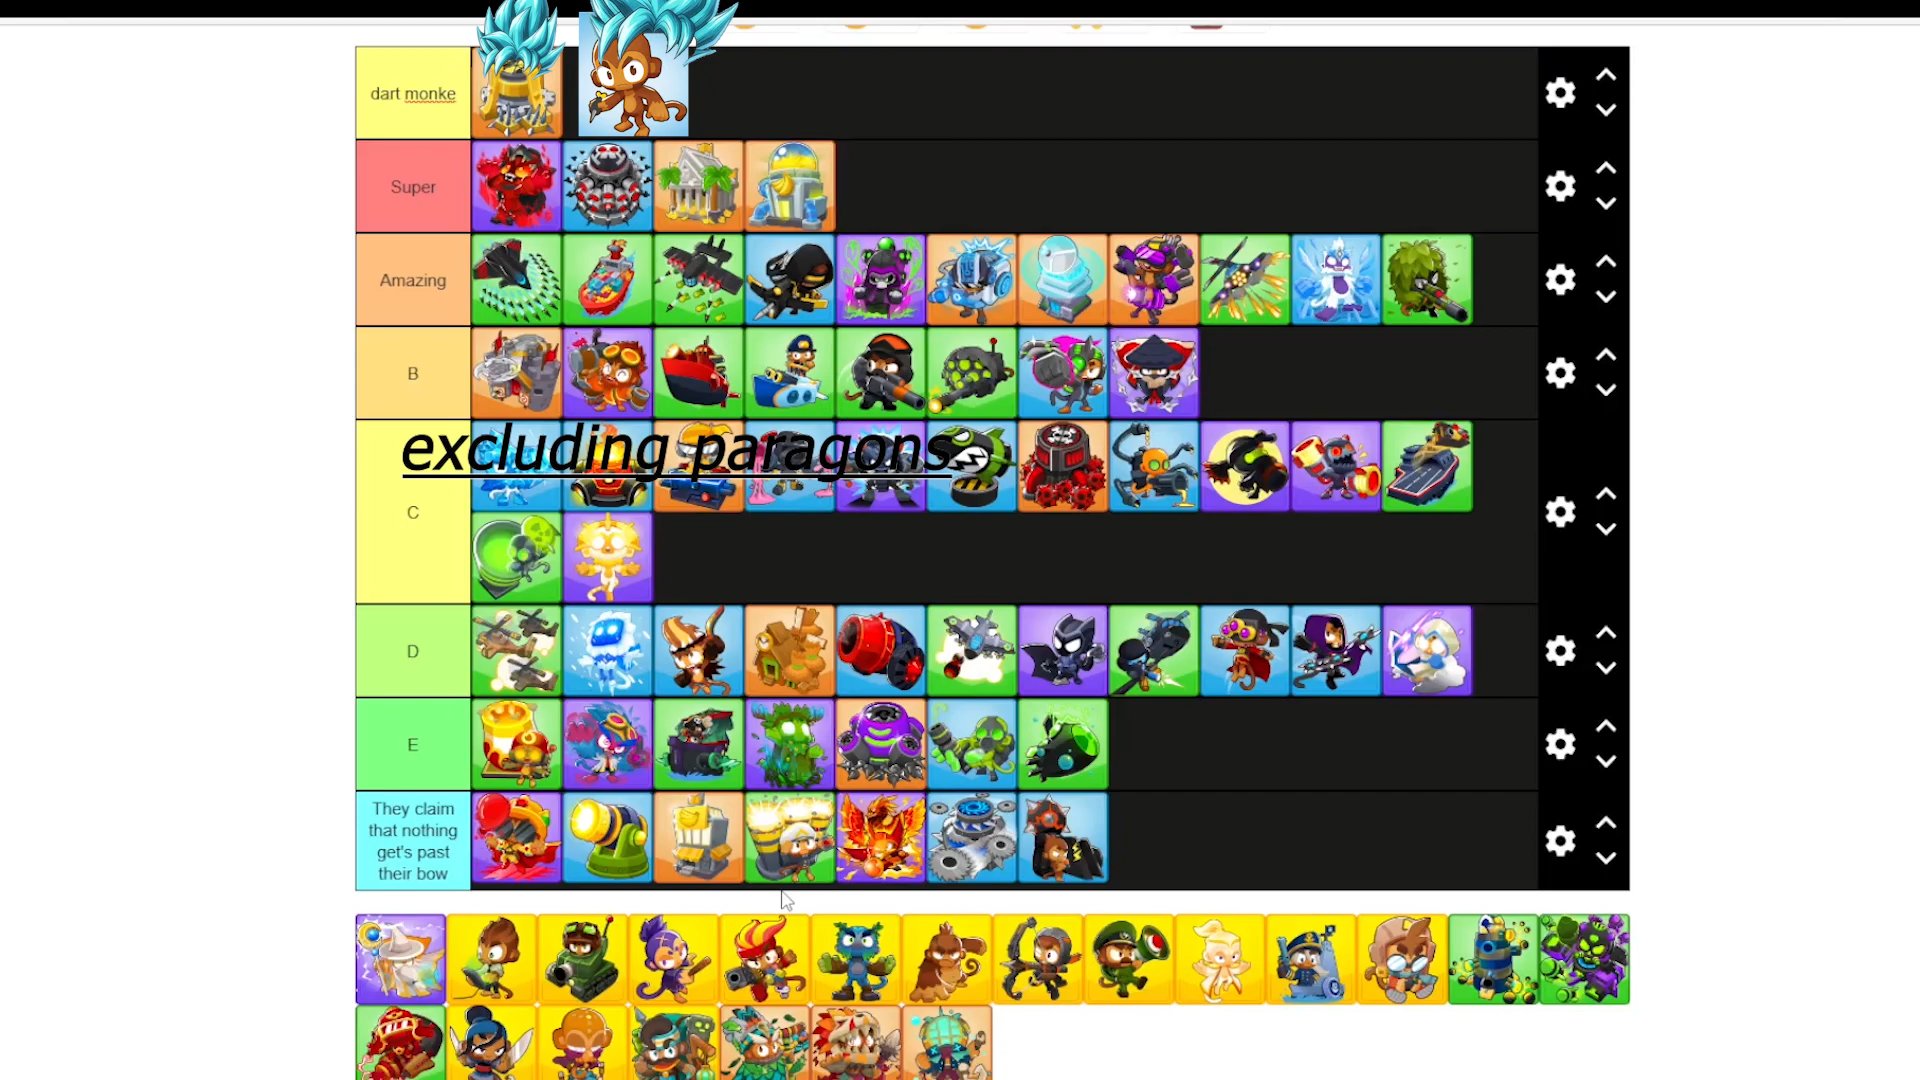 dart monke
Super
Amazing
B
excluding paragons
C
D
E
They claim
that nothing
get's past
their bow